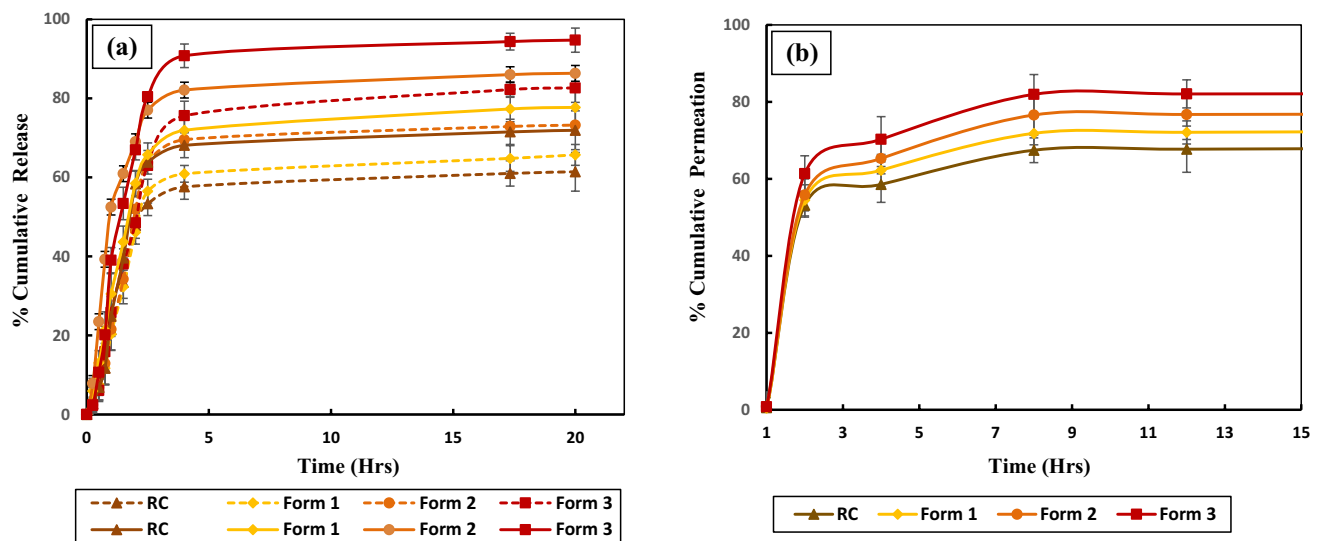 (a)
% Cumulative Release
100
80
60
40
20
0
0 5 10 15 20
Time (Hrs)
RC Form 1 Form 2 Form 3
RC Form 1 Form 2 Form 3
(b)
% Cumulative Permeation
100
80
60
40
20
0
1 3 5 7 9 11 13 15
Time (Hrs)
RC Form 1 Form 2 Form 3